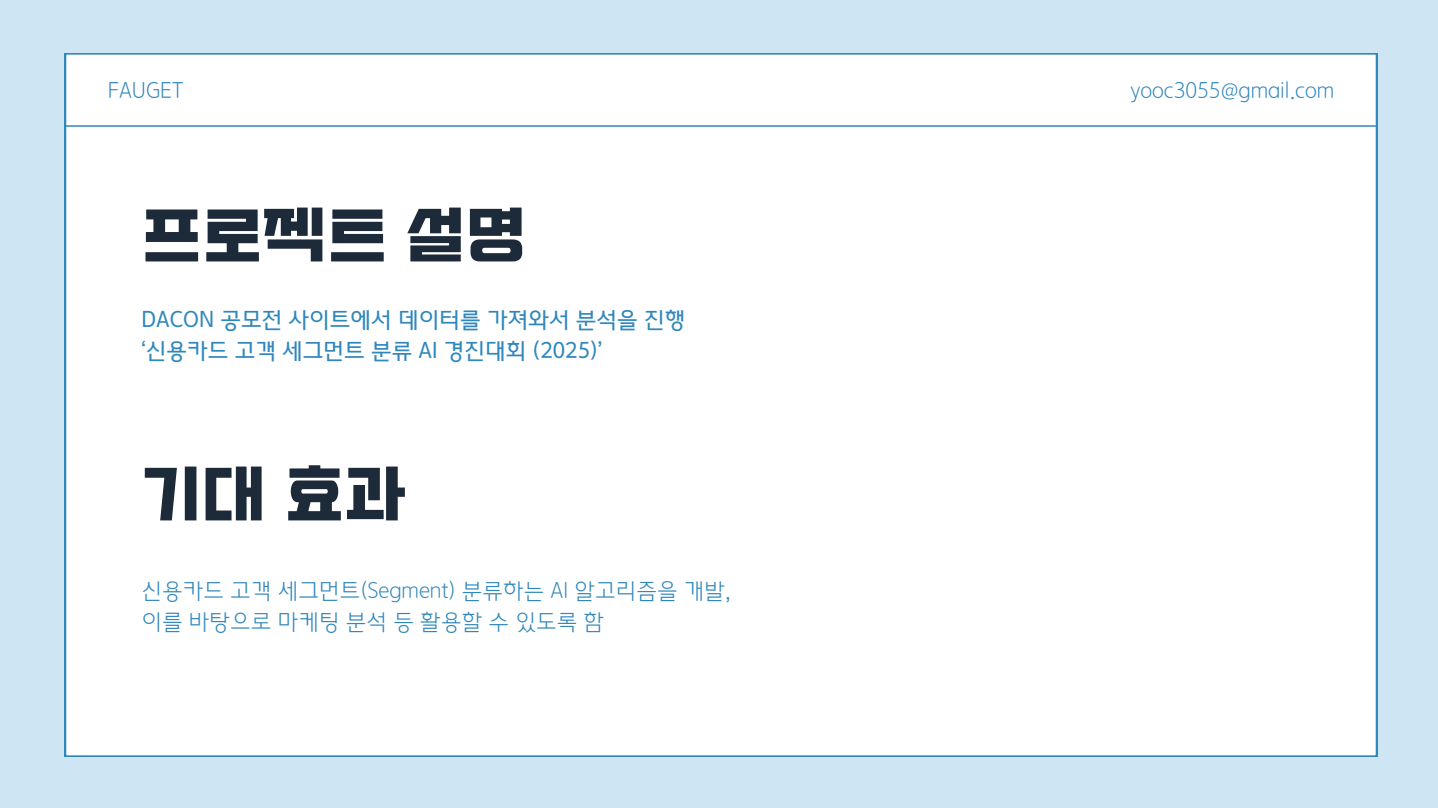 FAUGET
yooc3055@gmail.com
프로젝트 설명
DACON 공모전 사이트에서 데이터를 가져와서 분석을 진행
‘신용카드 고객 세그먼트 분류 AI 경진대회 (2025)’
기대 효과
신용카드 고객 세그먼트(Segment) 분류하는 AI 알고리즘을 개발,
이를 바탕으로 마케팅 분석 등 활용할 수 있도록 함